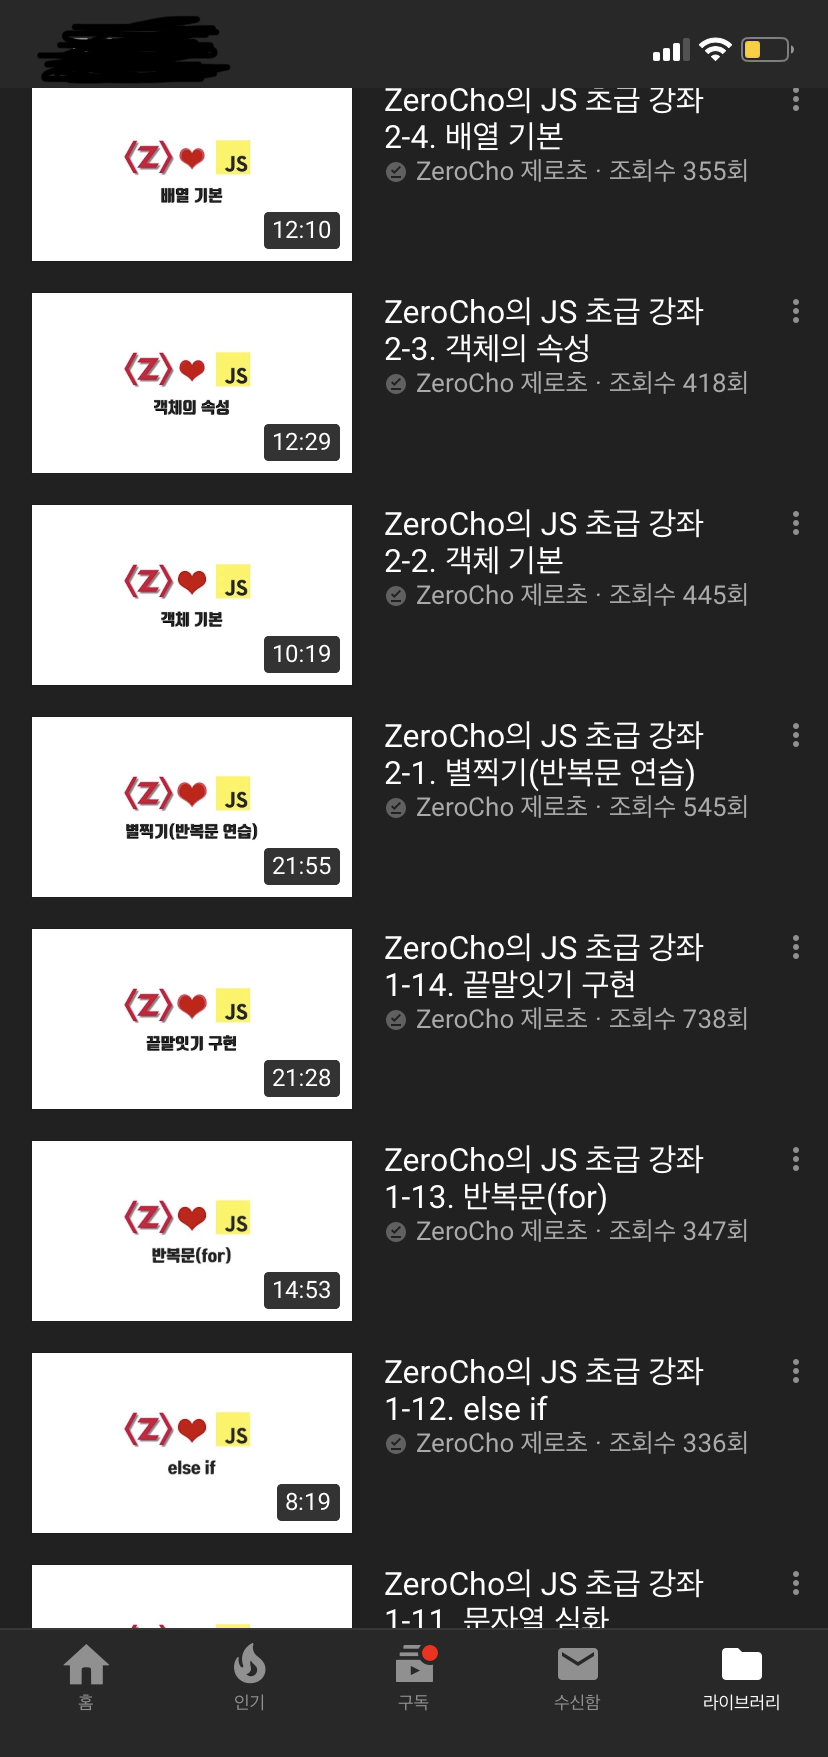 ZeroCho의 JS 초급 강좌
2-4. 배열 기본
ZeroCho 제로초 · 조회수 355회
<Z> JS
배열 기본
12:10
ZeroCho의 JS 초급 강좌
2-3. 객체의 속성
ZeroCho 제로초 · 조회수 418회
<Z> JS
객체의 속성
12:29
ZeroCho의 JS 초급 강좌
2-2. 객체 기본
ZeroCho 제로초 · 조회수 445회
<Z> JS
객체 기본
10:19
ZeroCho의 JS 초급 강좌
2-1. 별찍기(반복문 연습)
ZeroCho 제로초 · 조회수 545회
<Z> JS
별찍기(반복문 연습)
21:55
ZeroCho의 JS 초급 강좌
1-14. 끝말잇기 구현
ZeroCho 제로초 · 조회수 738회
<Z> JS
끝말잇기 구현
21:28
ZeroCho의 JS 초급 강좌
1-13. 반복문(for)
ZeroCho 제로초 · 조회수 347회
<Z> JS
반복문(for)
14:53
ZeroCho의 JS 초급 강좌
1-12. else if
ZeroCho 제로초 · 조회수 336회
<Z> JS
else if
8:19
ZeroCho의 JS 초급 강좌
1-11. 문자열 심화
홈 인기 구독 수신함 라이브러리